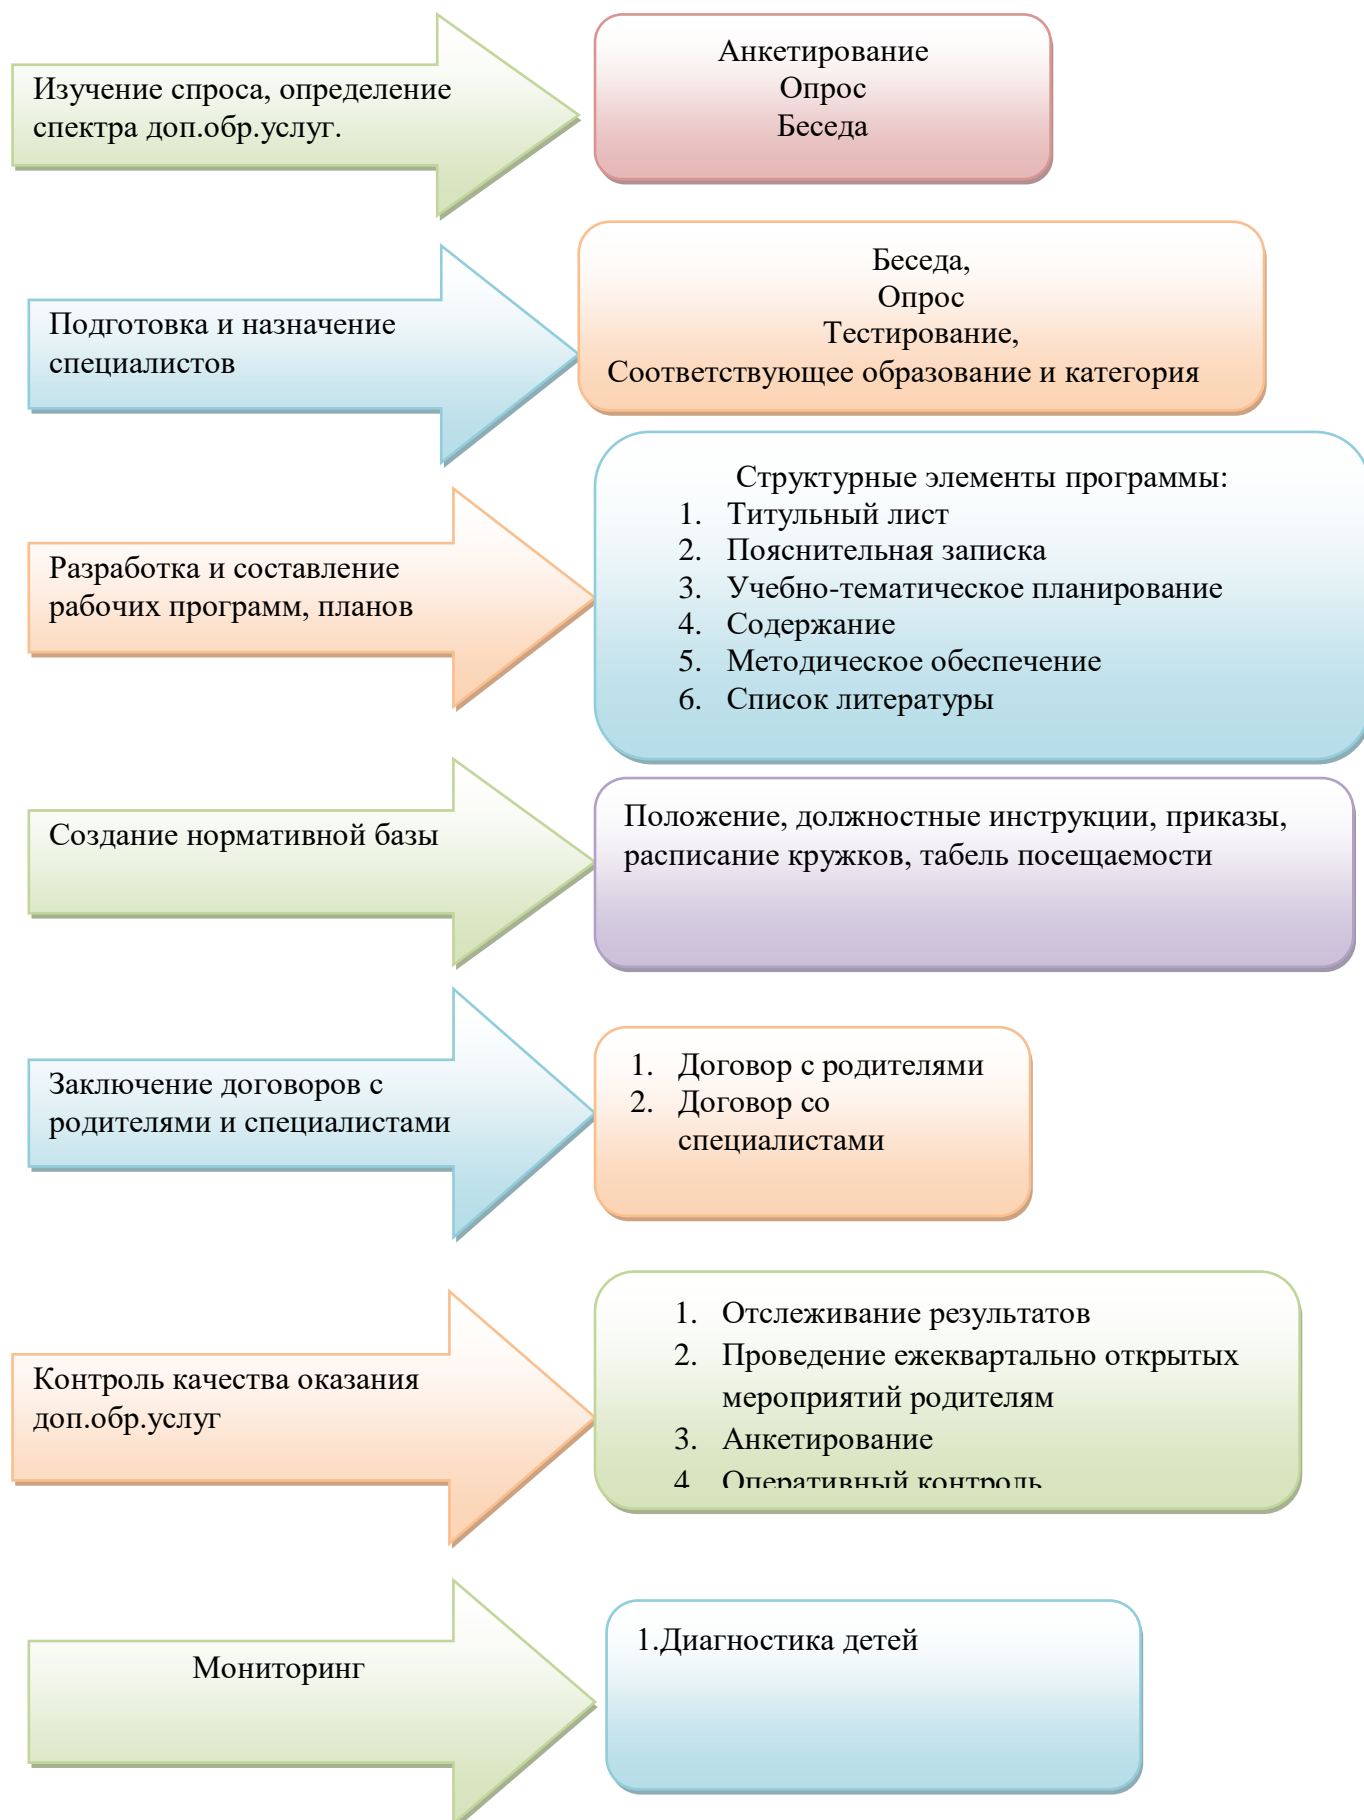 Изучение спроса, определение
спектра доп.обр.услуг.
Анкетирование
Опрос
Беседа
Подготовка и назначение
специалистов
Беседа,
Опрос
Тестирование,
Соответствующее образование и категория
Разработка и составление
рабочих программ, планов
Структурные элементы программы:
1. Титульный лист
2. Пояснительная записка
3. Учебно-тематическое планирование
4. Содержание
5. Методическое обеспечение
6. Список литературы
Создание нормативной базы
Положение, должностные инструкции, приказы,
расписание кружков, табель посещаемости
Заключение договоров с
родителями и специалистами
1. Договор с родителями
2. Договор со
специалистами
Контроль качества оказания
доп.обр.услуг
1. Отслеживание результатов
2. Проведение ежеквартально открытых
мероприятий родителям
3. Анкетирование
4. Оперативный контроль
Мониторинг
1.Диагностика детей